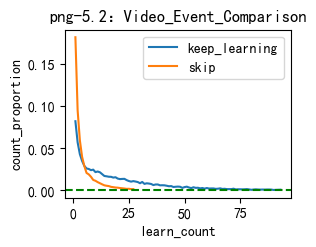 png-5.2: Video_Event_Comparison
keep_learning
skip
0.15
0.10
0.05
0.00
count_proportion
0 25 50 75
learn_count